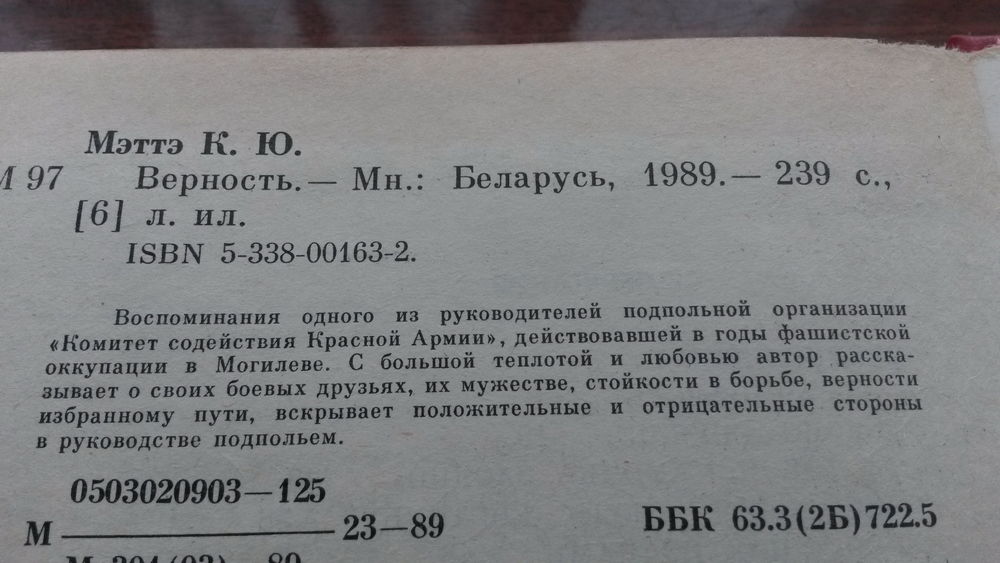 Мэттэ К. Ю.
М 97 Верность.— Мн.: Беларусь, 1989.— 239 с.,
[6] л. ил.
ISBN 5-338-00163-2.
Воспоминания одного из руководителей подпольной организации
«Комитет содействия Красной Армии», действовавшей в годы фашистской
оккупации в Могилеве. С большой теплотой и любовью автор расска-
зывает о своих боевых друзьях, их мужестве, стойкости в борьбе, верности
избранному пути, вскрывает положительные и отрицательные стороны
в руководстве подпольем.
0503020903—125
М 23—89
ББК 63.3(2Б)722.5
М 301(03)—89